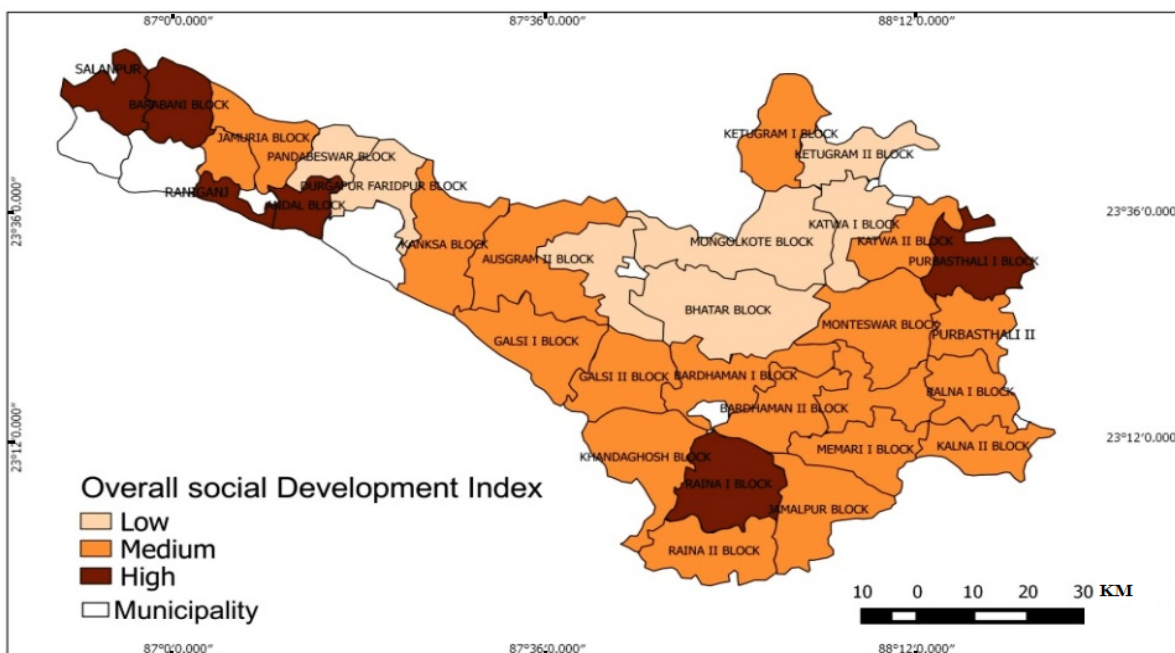 87°0′0.000″
87°36′0.000″
88°12′0.000″
SALANPUR
BARABANI BLOCK
JAMURIA BLOCK
PANDABESWAR BLOCK
DURGAPUR FARIDPUR BLOCK
RANIGANJ
ANDAL BLOCK
KETUGRAM I BLOCK
KETUGRAM II BLOCK
23°36′0.000″
23°36′0.000″
KATWA I BLOCK
KATWA II BLOCK
MONGOLKOTE BLOCK
KANKSA BLOCK
AUSGRAM II BLOCK
PURBASTHALI I BLOCK
BHATAR BLOCK
MONTESWAR BLOCK
PURBASTHALI II
GALSI I BLOCK
GALSI II BLOCK
BARDHAMAN I BLOCK
KALNA I BLOCK
BARDHAMAN II BLOCK
23°12′0.000″
23°12′0.000″
KHANDAGHOSH BLOCK
MEMARI I BLOCK
KALNA II BLOCK
RAINA I BLOCK
JAMALPUR BLOCK
RAINA II BLOCK
Overall social Development Index
Low
Medium
High
Municipality
10 0 10 20 30 KM
87°0′0.000″
87°36′0.000″
88°12′0.000″